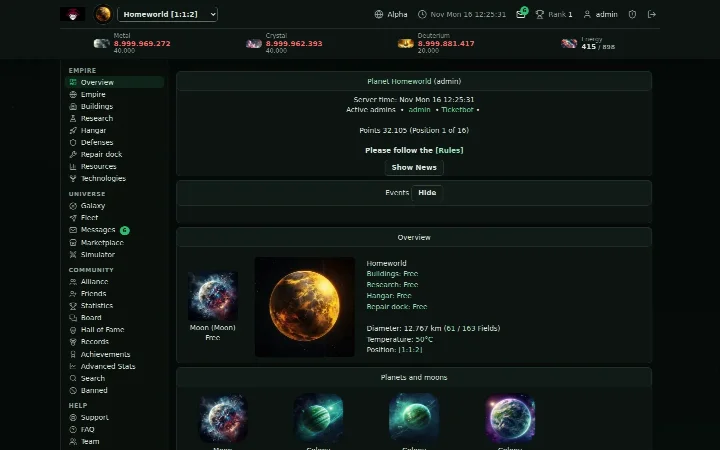 Homeworld [1:1:2]
Alpha
Nov Mon 16 12:25:31
6
Rank 1
admin
Metal
8.999.969.272
40.000
Crystal
8.999.962.393
40.000
Deuterium
8.999.881.417
20.000
Energy
415 / 898
EMPIRE
Overview
Empire
Buildings
Research
Hangar
Defenses
Repair dock
Resources
Technologies
UNIVERSE
Galaxy
Fleet
Messages 6
Marketplace
Simulator
COMMUNITY
Alliance
Friends
Statistics
Board
Hall of Fame
Records
Achievements
Advanced Stats
Search
Banned
HELP
Support
FAQ
Team
Planet Homeworld (admin)
Server time: Nov Mon 16 12:25:31
Active admins • admin • Ticketbot •
Points 32.105 (Position 1 of 16)
Please follow the [Rules]
Show News
Events Hide
Overview
Moon (Moon)
Free
Homeworld
Buildings: Free
Research: Free
Hangar: Free
Repair dock: Free
Diameter: 12.767 km (61 / 163 Fields)
Temperature: 50°C
Position: [1:1:2]
Planets and moons
Moon
Colony
Colony
Colony